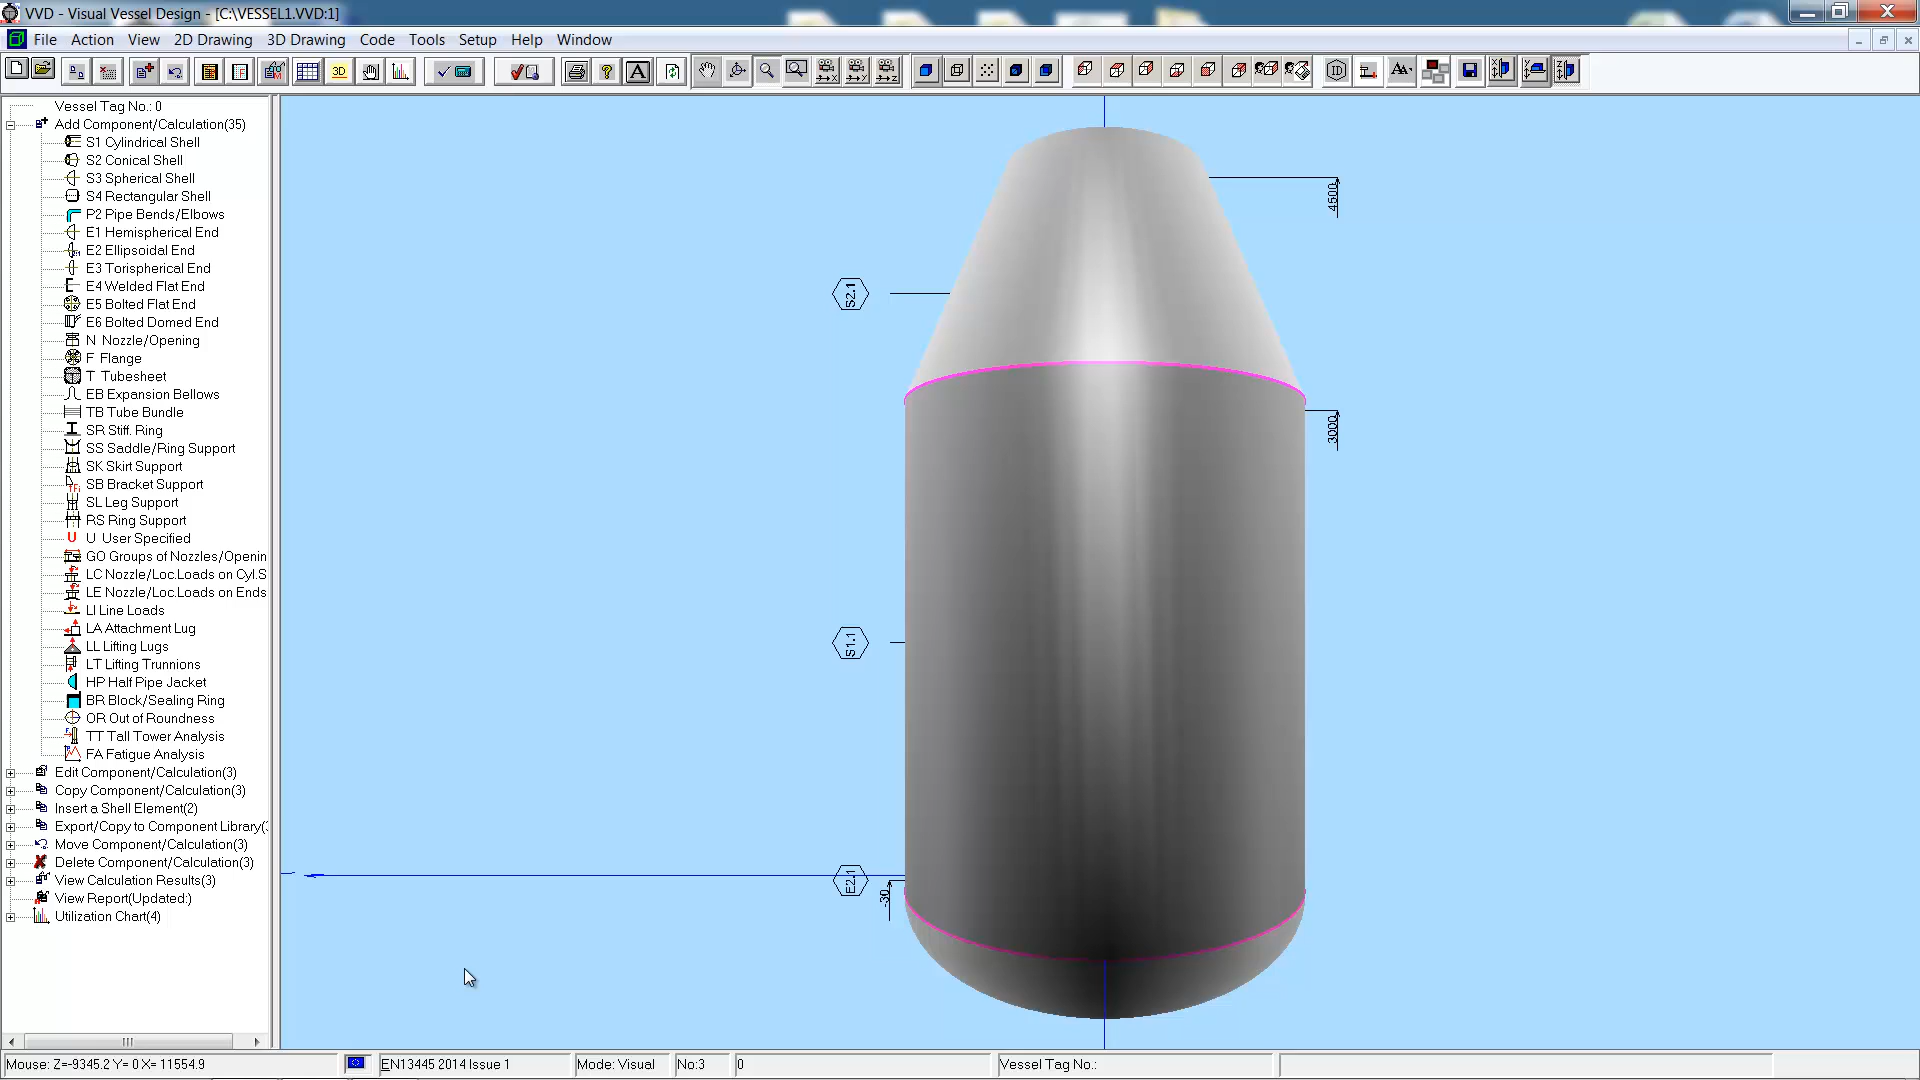 VVD - Visual Vessel Design - [C:\VESSEL1.VVD:1]
File Action View 2D Drawing 3D Drawing Code Tools Setup Help Window
Vessel Tag No.: 0
Add Component/Calculation(35)
S1 Cylindrical Shell
S2 Conical Shell
S3 Spherical Shell
S4 Rectangular Shell
P2 Pipe Bends/Elbows
E1 Hemispherical End
E2 Ellipsoidal End
E3 Torispherical End
E4 Welded Flat End
E5 Bolted Flat End
E6 Bolted Domed End
N Nozzle/Opening
F Flange
T Tubesheet
EB Expansion Bellows
TB Tube Bundle
SR Stiff. Ring
SS Saddle/Ring Support
SK Skirt Support
SB Bracket Support
SL Leg Support
RS Ring Support
U User Specified
GO Groups of Nozzles/Openin
LC Nozzle/Loc.Loads on Cyl.S
LE Nozzle/Loc.Loads on Ends
LI Line Loads
LA Attachment Lug
LL Lifting Lugs
LT Lifting Trunnions
HP Half Pipe Jacket
BR Block/Sealing Ring
OR Out of Roundness
TT Tall Tower Analysis
FA Fatigue Analysis
Edit Component/Calculation(3)
Copy Component/Calculation(3)
Insert a Shell Element(2)
Export/Copy to Component Library(
Move Component/Calculation(3)
Delete Component/Calculation(3)
View Calculation Results(3)
View Report(Updated:)
Utilization Chart(4)
4500
S2.1
3000
S1.1
E2.1
-30
Mouse: Z=-9345.2 Y= 0 X= 11554.9
EN13445 2014 Issue 1
Mode: Visual
No:3
0
Vessel Tag No.: